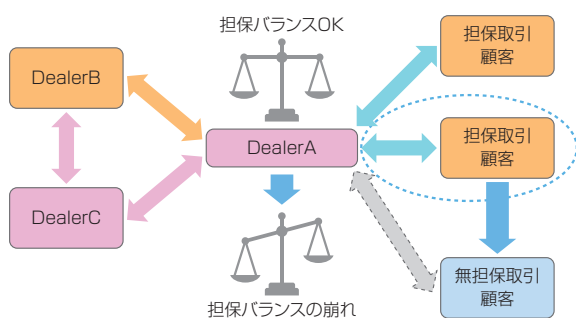 担保バランスOK
担保取引
顧客
DealerB
DealerA
担保取引
顧客
DealerC
無担保取引
顧客
担保バランスの崩れ